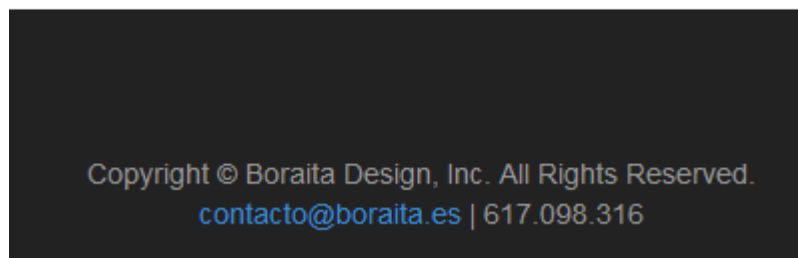 Copyright © Boraita Design, Inc. All Rights Reserved.
contacto@boraita.es | 617.098.316